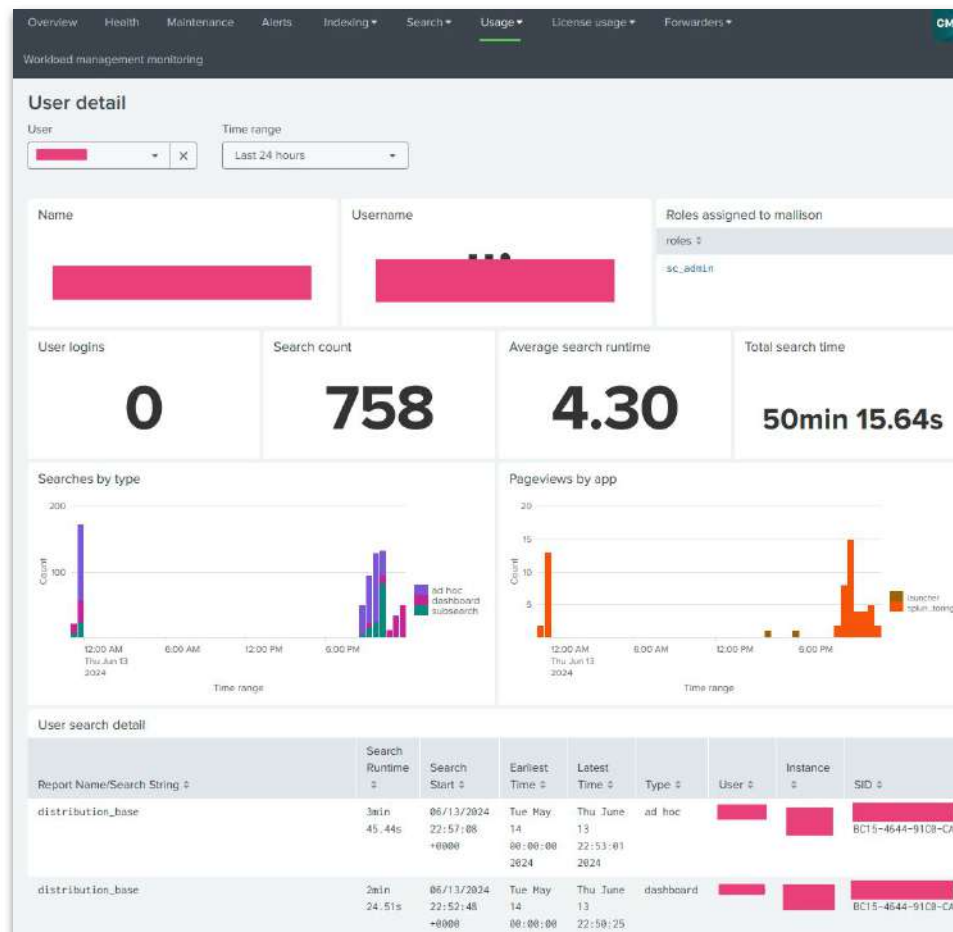 Overview Health Maintenance Alerts Indexing Search Usage License usage Forwarders CM
Workload management monitoring
User detail
User Time range
Last 24 hours
Name Username Roles assigned to mallison
roles
sc_admin
User logins Search count Average search runtime Total search time
0 758 4.30 50min 15.64s
Searches by type Pageviews by app
200 20
15
Count 100 Count 10
5
ad hoc
dashboard
subsearch
launcher
12:00 AM 6:00 AM 12:00 PM 6:00 PM 12:00 AM 6:00 AM 12:00 PM 6:00 PM
Thu Jun 13 Thu Jun 13
2024 2024
Time range Time range
User search detail
Report Name/Search String Search Runtime Search Start Earliest Time Latest Time Type User Instance SID
distribution_base 3min 06/13/2024 Tue May Thu June ad hoc
45.44s 22:57:08 14 13 BC15-4644-91C0-CA
+0000 00:00:00 22:53:01
2024 2024
distribution_base 2min 06/13/2024 Tue May Thu June dashboard
24.51s 22:52:48 14 13 BC15-4644-91C0-CA
+0000 00:00:00 22:50:25